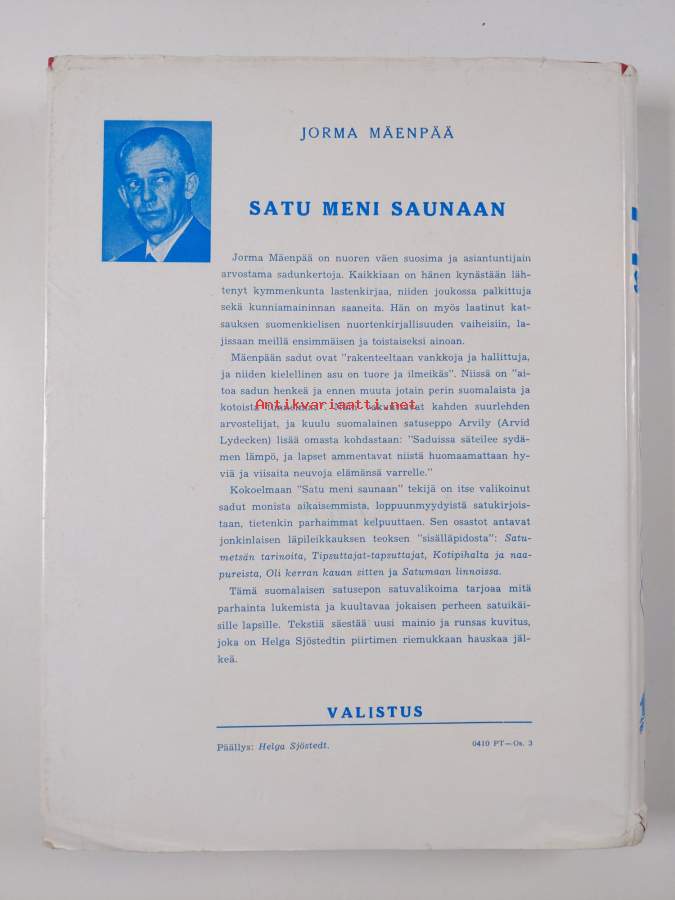 JORMA MÄENPÄÄ
SATU MENI SAUNAAN
Jorma Mäenpää on nuoren väen suosima ja asiantuntijain
arvostama sadunkertoja. Kaikkiaan on hänen kynästään läh-
tenyt kymmenkunta lastenkirjaa, niiden joukossa palkittuja
sekä kunniamaininnan saaneita. Hän on myös laatinut kat-
sauksen suomenkielisen nuortenkirjallisuuden vaiheisiin, la-
jissaan meillä ensimmäisen ja toistaiseksi ainoan.
Mäenpään sadut ovat "rakenteeltaan vankkoja ja hallittuja,
ja niiden kielellinen asu on tuore ja ilmeikäs". Niissä on "ai-
toa sadun henkeä ja ennen muuta jotain perin suomalaista ja
kotoista
Antikvariaatti.net
kahden suurlehden
arvostelijat, ja kuulu suomalainen satuseppo Arvily (Arvid
Lydecken) lisää omasta kohdastaan: "Saduissa säteilee sydä-
men lämpö, ja lapset ammentavat niistä huomaamattaan hy-
viä ja viisaita neuvoja elämänsä varrelle."
Kokoelmaan "Satu meni saunaan" tekijä on itse valikoinut
sadut monista aikaisemmista, loppuunmyydyistä satukirjois-
taan, tietenkin parhaimmat kelpuuttaen. Sen osastot antavat
jonkinlaisen läpileikkauksen teoksen "sisälläpidosta": Satu-
metsän tarinoita, Tipsuttajat-tapsuttajat, Kotipihalta ja naa-
pureista, Oli kerran kauan sitten ja Satumaan linnoissa.
Tämä suomalaisen satusepon satuvalikoima tarjoaa mitä
parhainta lukemista ja kuultavaa jokaisen perheen satuikäi-
sille lapsille. Tekstiä säestää uusi mainio ja runsas kuvitus,
joka on Helga Sjöstedtin piirtimen riemukkaan hauskaa jäl-
keä.
VALISTUS
Päällys: Helga Sjöstedt.
0410 PT—Os. 3